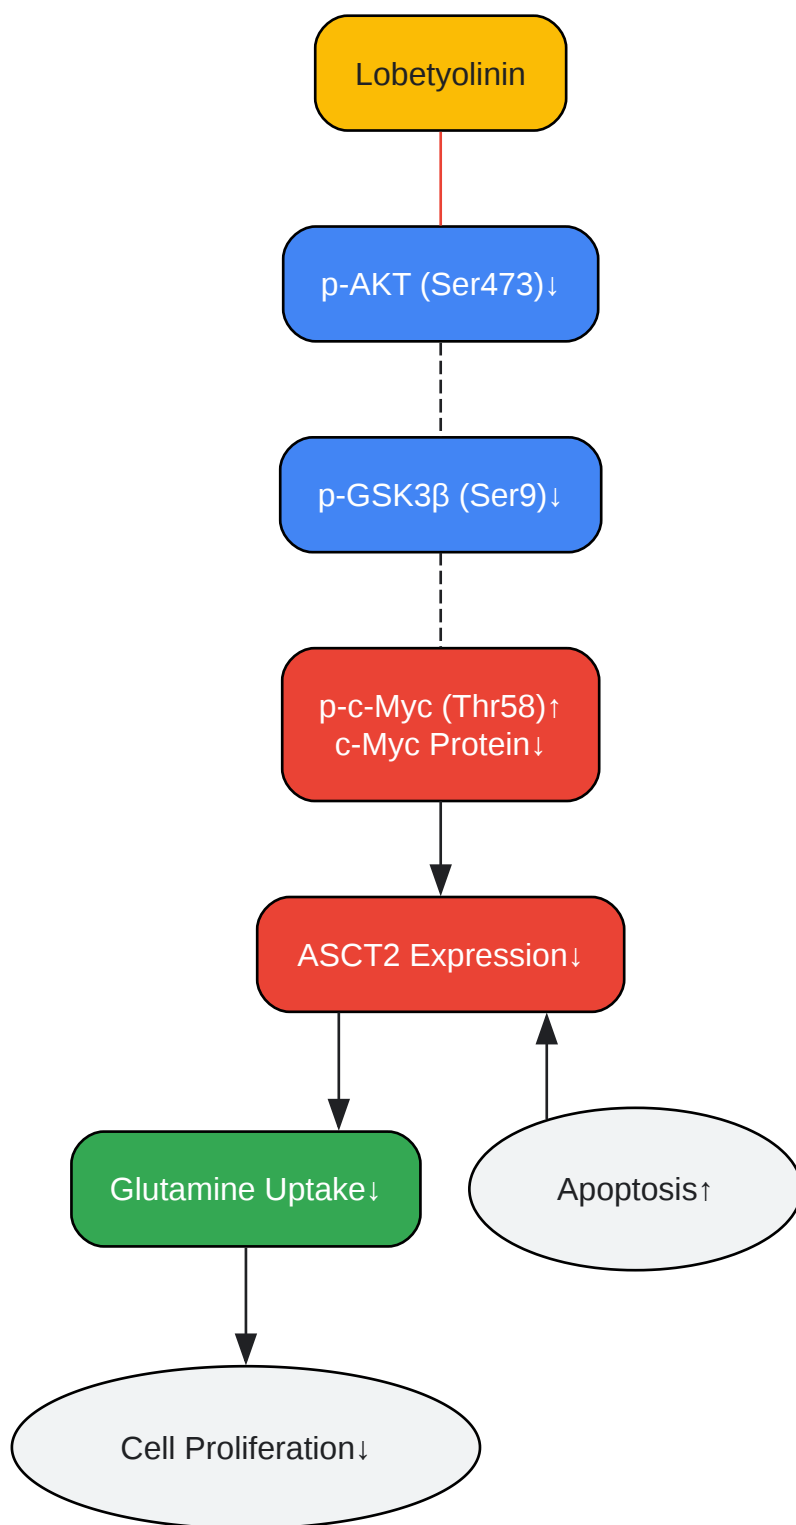 Lobetyolinin
p-AKT (Ser473)↓
p-GSK3β (Ser9)↓
p-c-Myc (Thr58)↑
c-Myc Protein↓
ASCT2 Expression↓
Glutamine Uptake↓
Apoptosis↑
Cell Proliferation↓